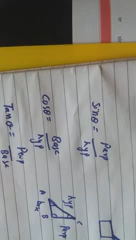 Sinθ = Perp
hyp
Cosθ = Base
hyp
A B C
hyp Perp
base
Tanθ = Perp
Base